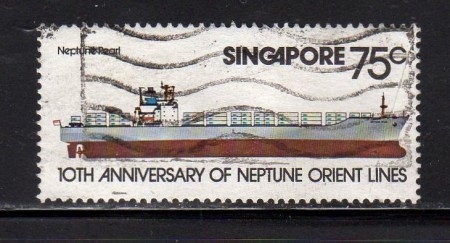 Neptune Pearl
SINGAPORE 75c
10TH ANNIVERSARY OF NEPTUNE ORIENT LINES